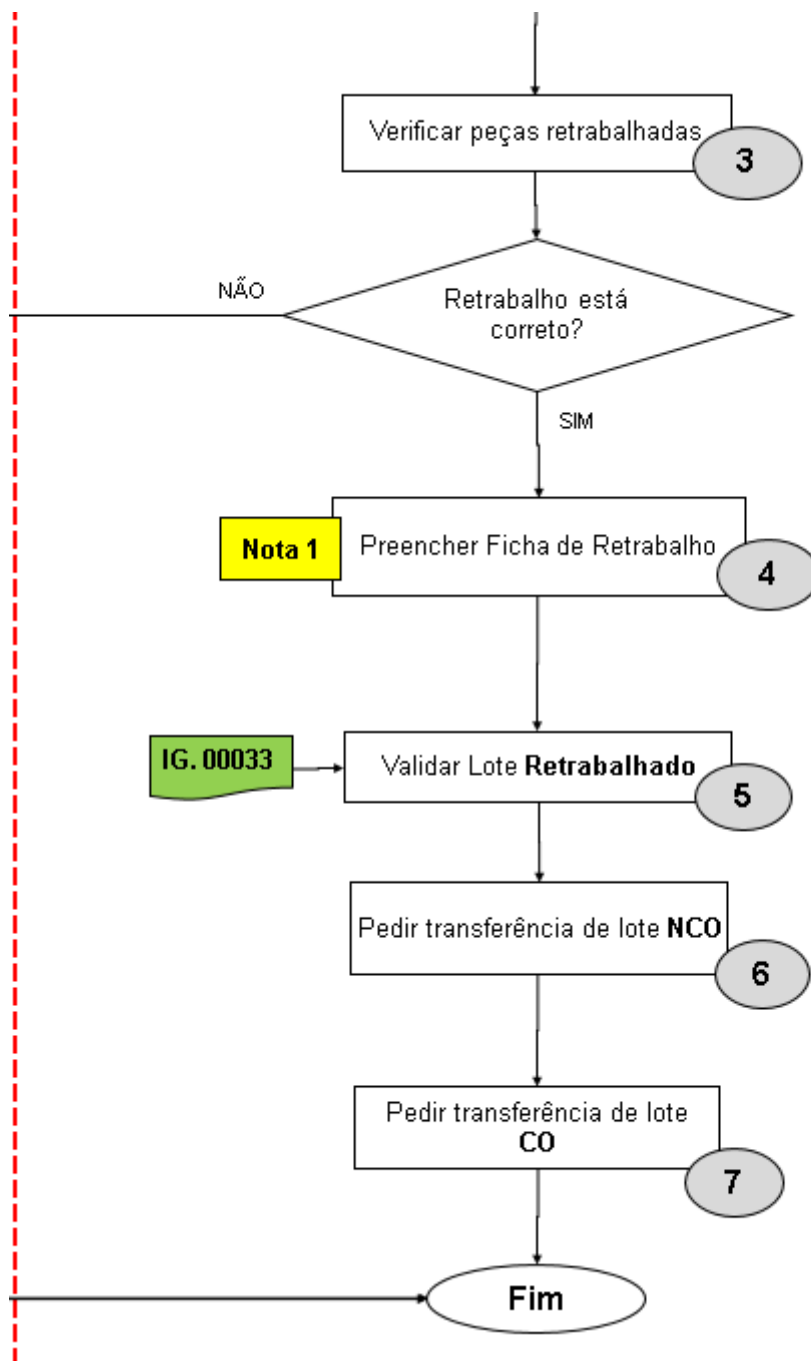 Verificar peças retrabalhadas
3
NÃO
Retrabalho está
correto?
SIM
Nota 1
Preencher Ficha de Retrabalho
4
IG. 00033
Validar Lote Retrabalhado
5
Pedir transferência de lote NCO
6
Pedir transferência de lote
CO
7
Fim